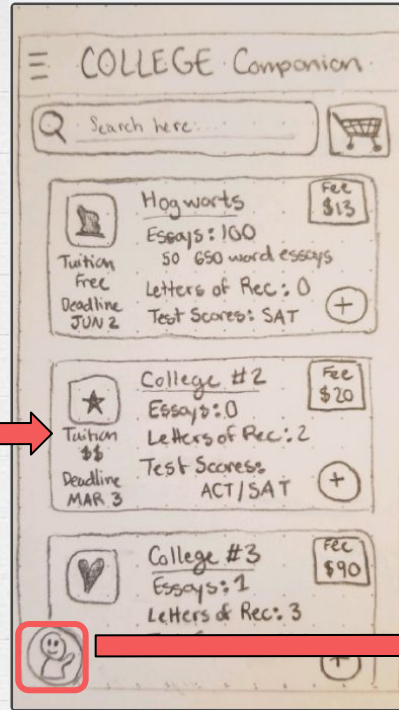 COLLEGE Companion
Search here....
Hogwarts
Fee
$13
Essays: 100
50 650 word essays
Tuition
Free
Letters of Rec: 0
Deadline
JUN 2
Test Scores: SAT
+
College #2
Fee
$20
Essays: 0
Tuition
$$
Letters of Rec: 2
Deadline
MAR 3
Test Scores:
ACT/SAT
+
College #3
Fee
$90
Essays: 1
Letters of Rec: 3
+